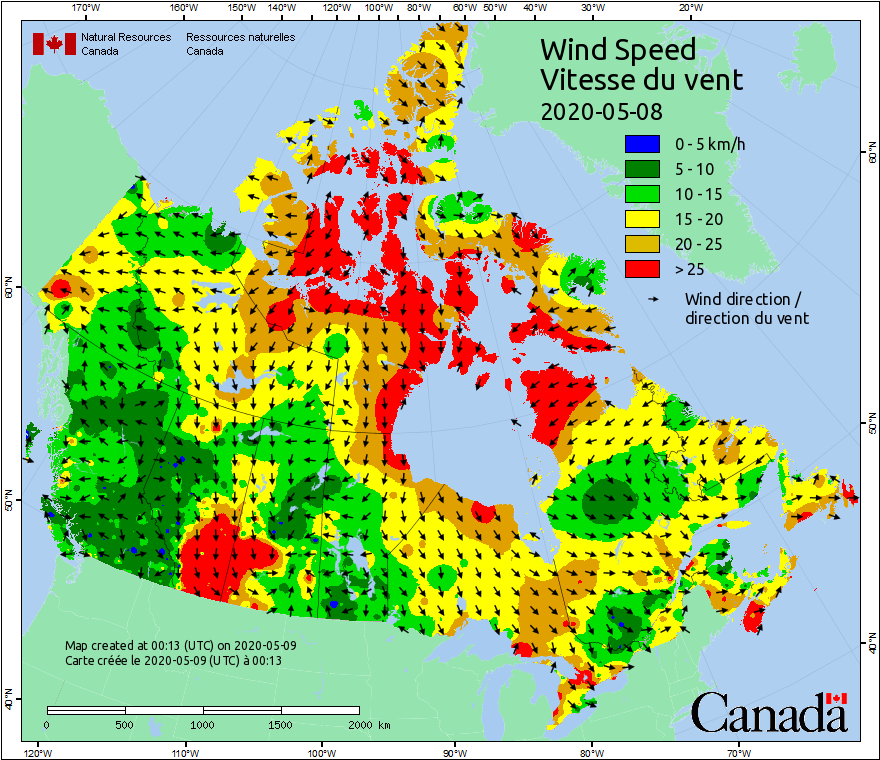 170°W 160°W 150°W 140°W 120°W 100°W 80°W 60°W 50°W 40°W 30°W 20°W
Natural Resources Ressources naturelles
Canada Canada
Wind Speed
Vitesse du vent
2020-05-08
0 - 5 km/h
5 - 10
10 - 15
15 - 20
20 - 25
> 25
Wind direction /
direction du vent
60°N
60°N
50°N
50°N
40°N
40°N
Map created at 00:13 (UTC) on 2020-05-09
Carte créée le 2020-05-09 (UTC) à 00:13
0 500 1000 1500 2000 km
Canada
120°W 110°W 100°W 90°W 80°W 70°W